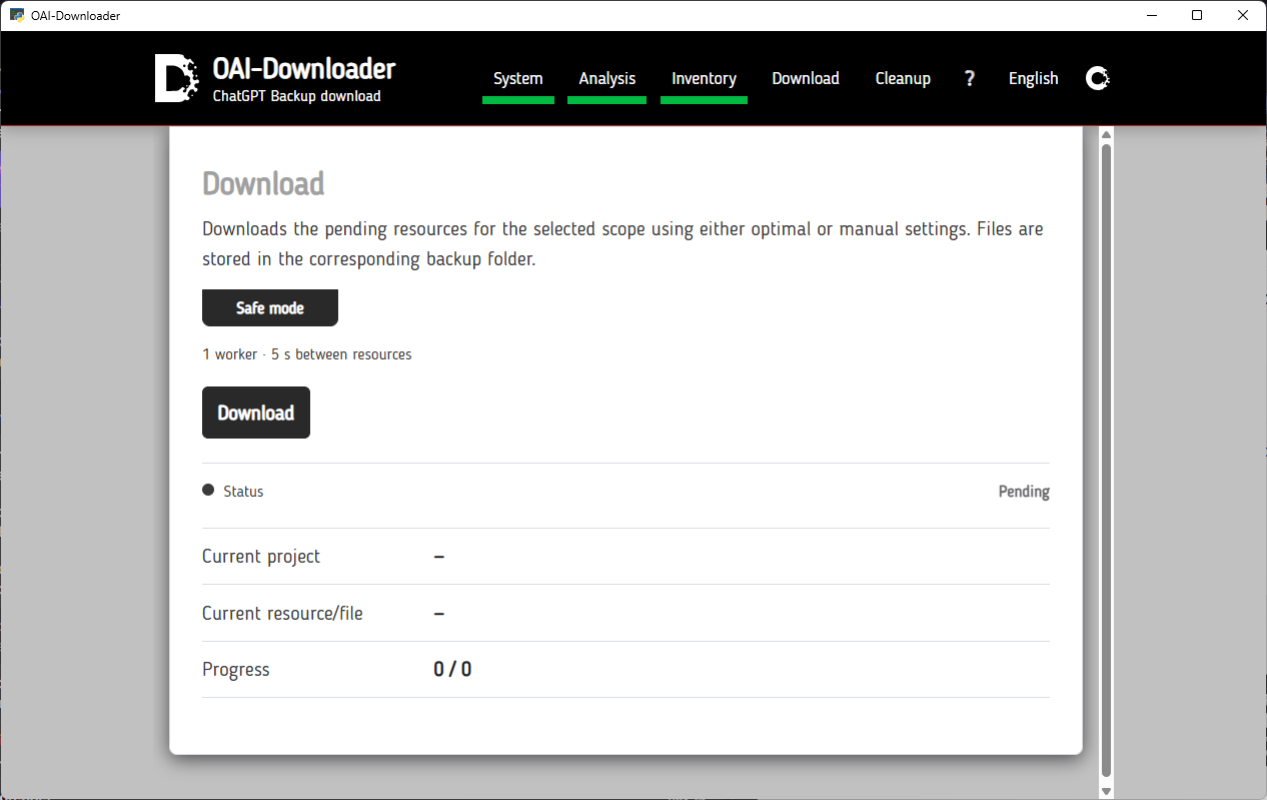 OAI-Downloader
OAI-Downloader
ChatGPT Backup download
System
Analysis
Inventory
Download
Cleanup
?
English
Download
Downloads the pending resources for the selected scope using either optimal or manual settings. Files are
stored in the corresponding backup folder.
Safe mode
1 worker · 5 s between resources
Download
Status
Pending
Current project –
Current resource/file –
Progress 0 / 0